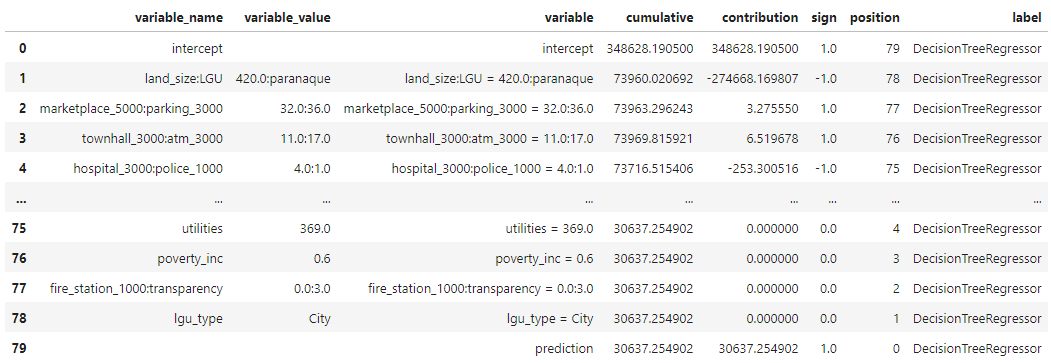 variable_name variable_value variable cumulative contribution sign position label
0 intercept intercept 348628.190500 348628.190500 1.0 79 DecisionTreeRegressor
1 land_size:LGU 420.0:paranaque land_size:LGU = 420.0:paranaque 73960.020692 -274668.169807 -1.0 78 DecisionTreeRegressor
2 marketplace_5000:parking_3000 32.0:36.0 marketplace_5000:parking_3000 = 32.0:36.0 73963.296243 3.275550 1.0 77 DecisionTreeRegressor
3 townhall_3000:atm_3000 11.0:17.0 townhall_3000:atm_3000 = 11.0:17.0 73969.815921 6.519678 1.0 76 DecisionTreeRegressor
4 hospital_3000:police_1000 4.0:1.0 hospital_3000:police_1000 = 4.0:1.0 73716.515406 -253.300516 -1.0 75 DecisionTreeRegressor
... ... ... ... ... ... ... ... ...
75 utilities 369.0 utilities = 369.0 30637.254902 0.000000 0.0 4 DecisionTreeRegressor
76 poverty_inc 0.6 poverty_inc = 0.6 30637.254902 0.000000 0.0 3 DecisionTreeRegressor
77 fire_station_1000:transparency 0.0:3.0 fire_station_1000:transparency = 0.0:3.0 30637.254902 0.000000 0.0 2 DecisionTreeRegressor
78 lgu_type City lgu_type = City 30637.254902 0.000000 0.0 1 DecisionTreeRegressor
79 prediction 30637.254902 30637.254902 1.0 0 DecisionTreeRegressor